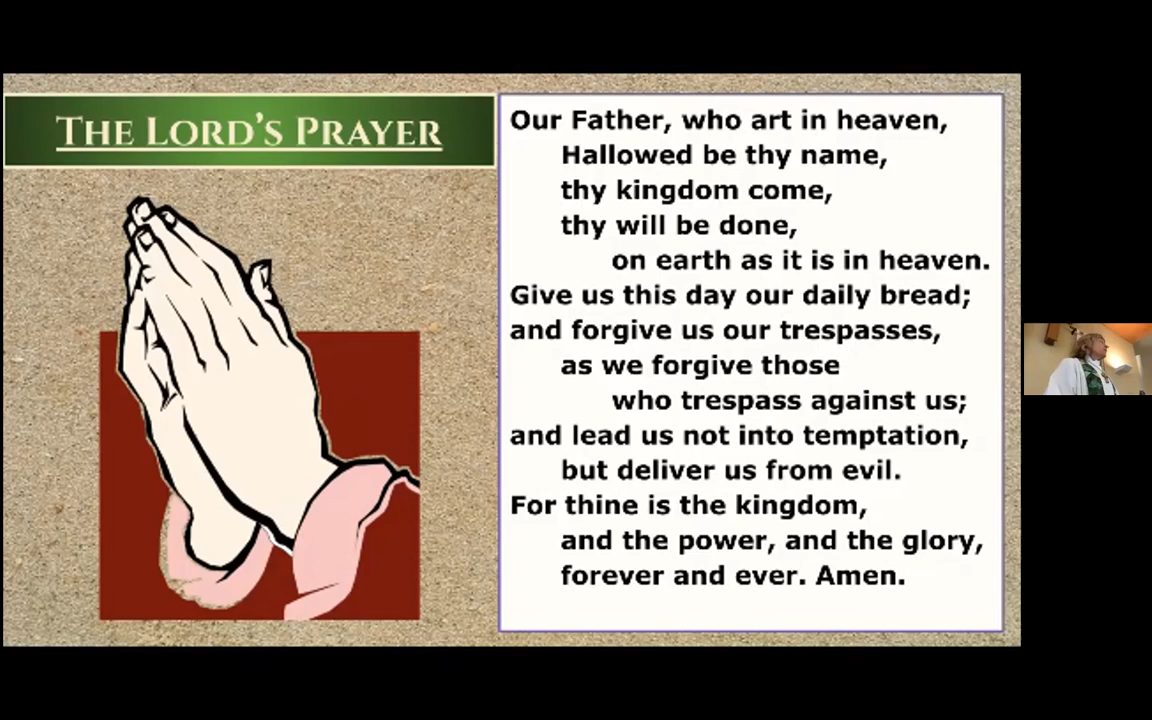 THE LORD'S PRAYER
Our Father, who art in heaven,
Hallowed be thy name,
thy kingdom come,
thy will be done,
on earth as it is in heaven.
Give us this day our daily bread;
and forgive us our trespasses,
as we forgive those
who trespass against us;
and lead us not into temptation,
but deliver us from evil.
For thine is the kingdom,
and the power, and the glory,
forever and ever. Amen.